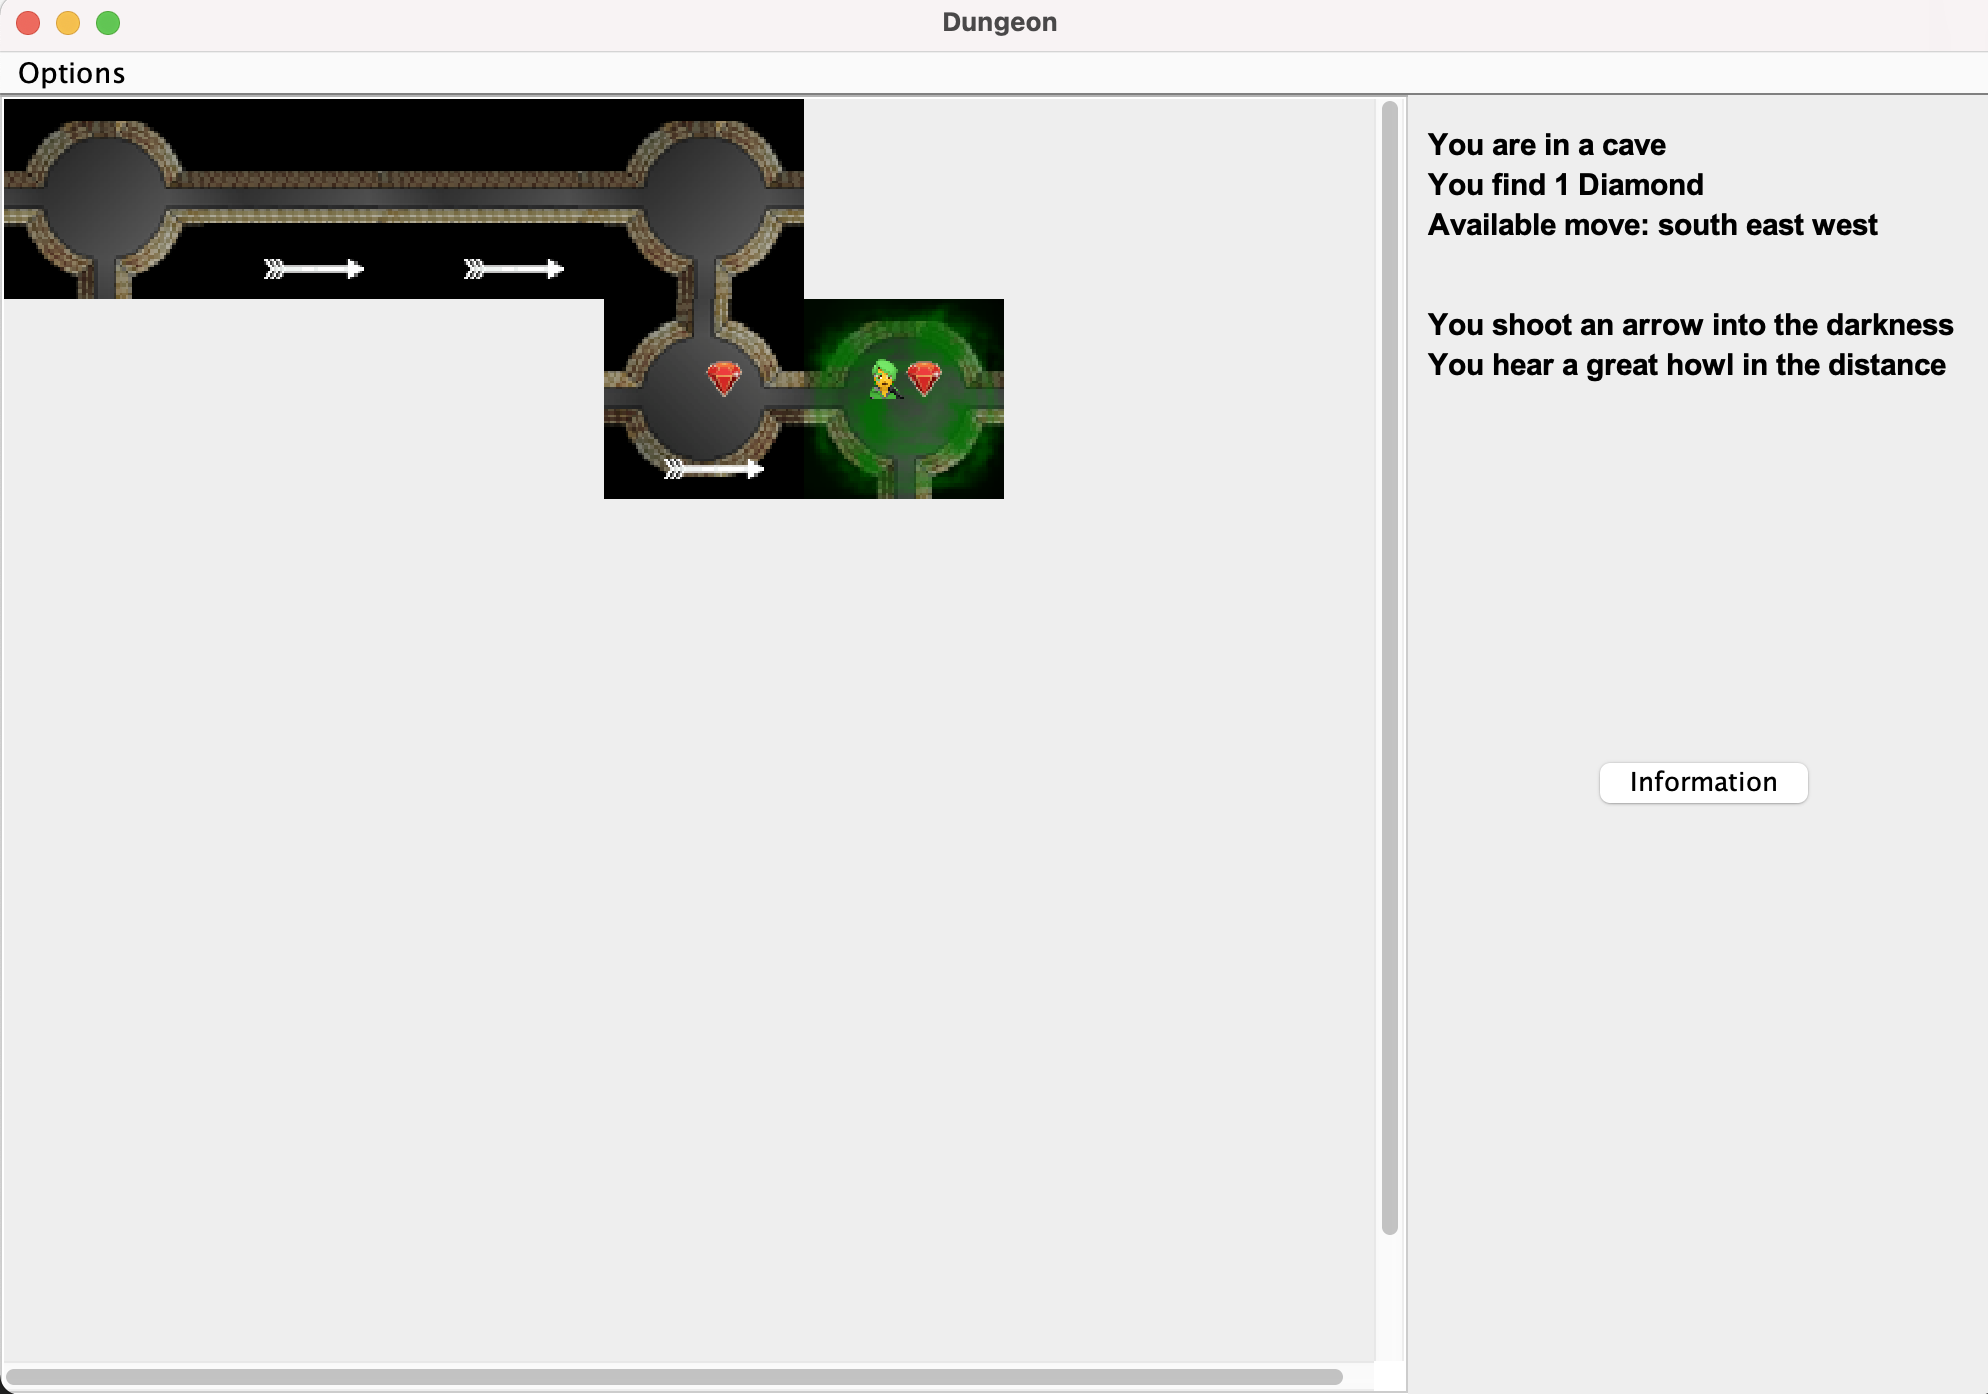 Dungeon
Options
You are in a cave
You find 1 Diamond
Available move: south east west
You shoot an arrow into the darkness
You hear a great howl in the distance
Information